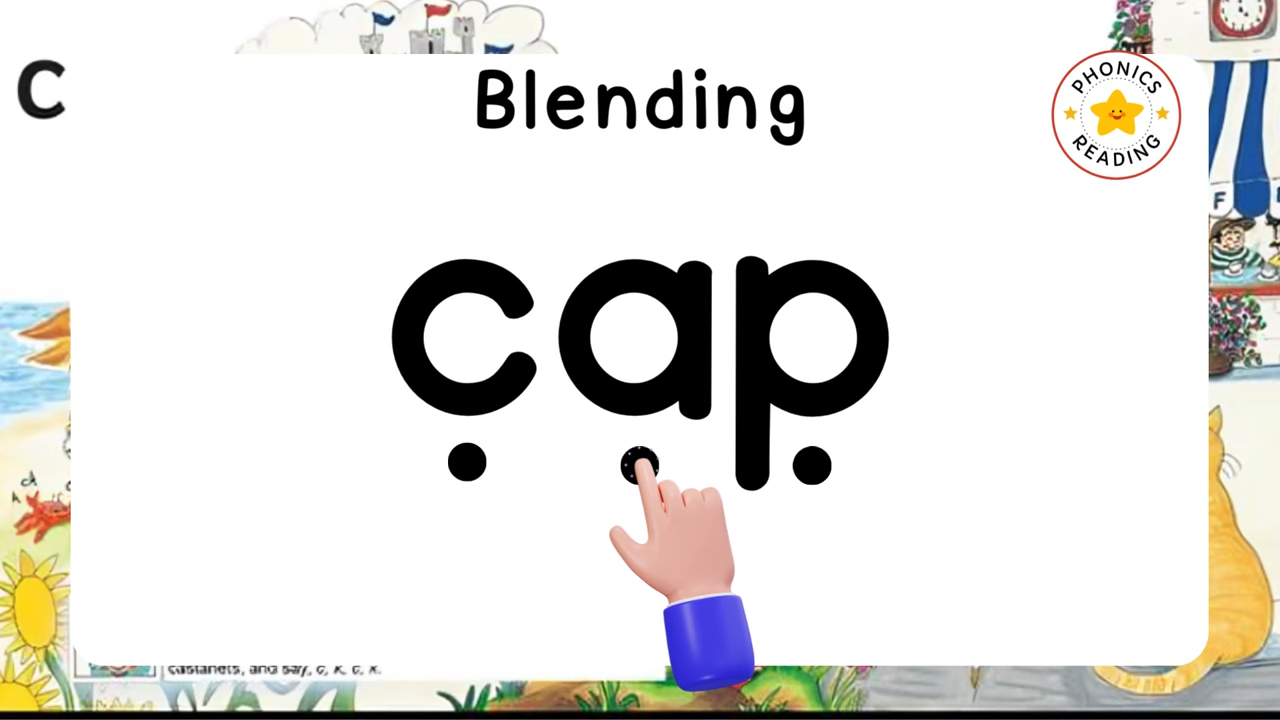 c
Blending
PHONICS
READING
F
cap
castanets, and say, c, k, c, k.